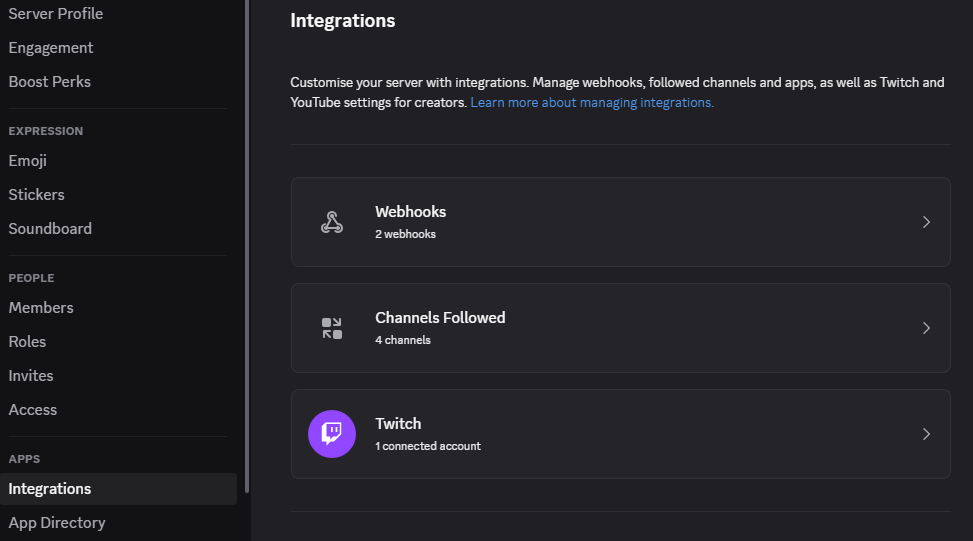 Server Profile
Engagement
Boost Perks
EXPRESSION
Emoji
Stickers
Soundboard
PEOPLE
Members
Roles
Invites
Access
APPS
Integrations
App Directory
Integrations
Customise your server with integrations. Manage webhooks, followed channels and apps, as well as Twitch and
YouTube settings for creators. Learn more about managing integrations.
Webhooks
2 webhooks
Channels Followed
4 channels
Twitch
1 connected account